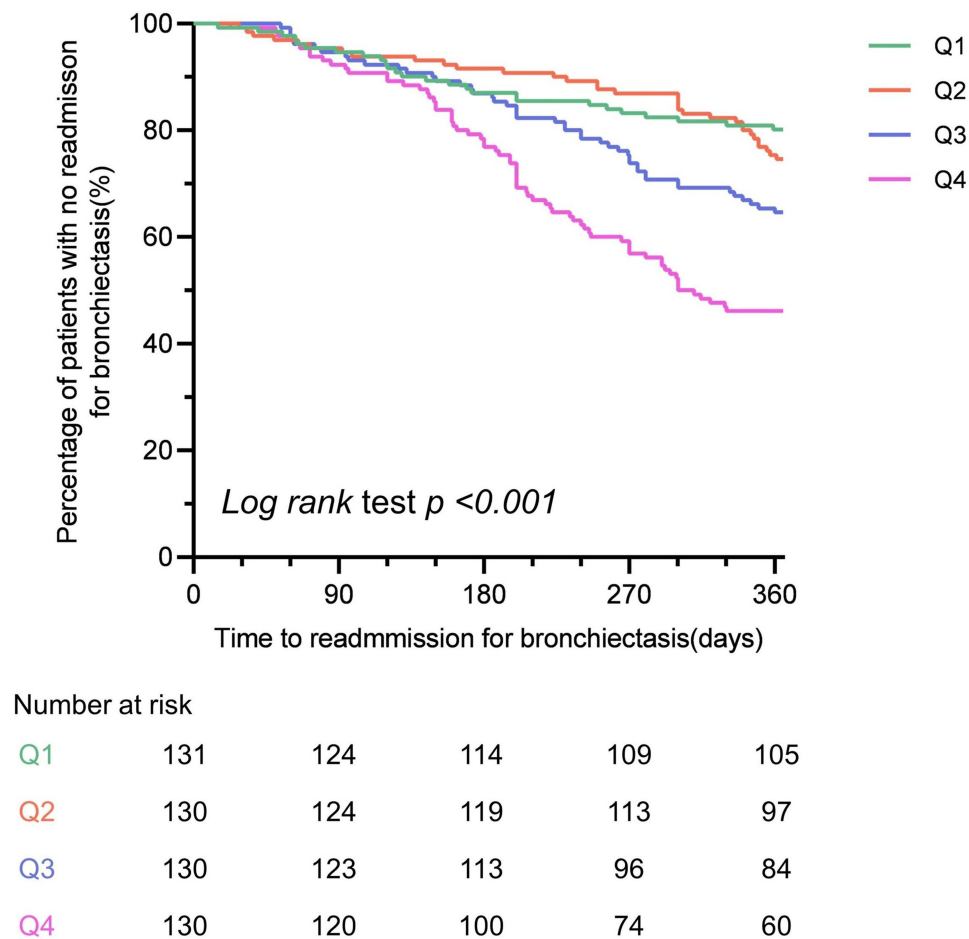 Percentage of patients with no readmisson
for bronchiectasis(%)
100
80
60
40
20
0
Q1
Q2
Q3
Q4
Log rank test p <0.001
0 90 180 270 360
Time to readmmission for bronchiectasis(days)
Number at risk
Q1 131 124 114 109 105
Q2 130 124 119 113 97
Q3 130 123 113 96 84
Q4 130 120 100 74 60